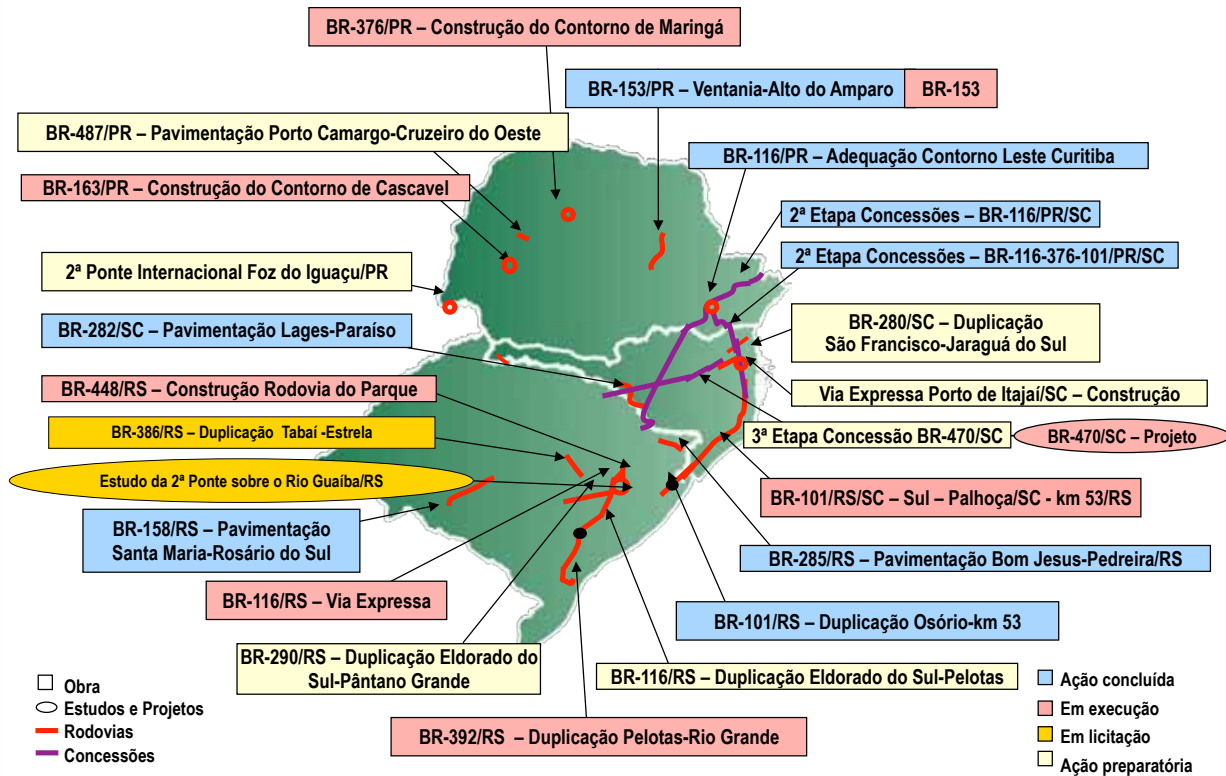 BR-376/PR – Construção do Contorno de Maringá
BR-153/PR – Ventania-Alto do Amparo
BR-153
BR-487/PR – Pavimentação Porto Camargo-Cruzeiro do Oeste
BR-116/PR – Adequação Contorno Leste Curitiba
BR-163/PR – Construção do Contorno de Cascavel
2ª Etapa Concessões – BR-116/PR/SC
2ª Etapa Concessões – BR-116-376-101/PR/SC
2ª Ponte Internacional Foz do Iguaçu/PR
BR-282/SC – Pavimentação Lages-Paraíso
BR-280/SC – Duplicação
São Francisco-Jaraguá do Sul
BR-448/RS – Construção Rodovia do Parque
Via Expressa Porto de Itajaí/SC – Construção
BR-386/RS – Duplicação Tabaí -Estrela
3ª Etapa Concessão BR-470/SC
BR-470/SC – Projeto
Estudo da 2ª Ponte sobre o Rio Guaíba/RS
BR-101/RS/SC – Sul – Palhoça/SC - km 53/RS
BR-158/RS – Pavimentação
Santa Maria-Rosário do Sul
BR-285/RS – Pavimentação Bom Jesus-Pedreira/RS
BR-116/RS – Via Expressa
BR-101/RS – Duplicação Osório-km 53
BR-290/RS – Duplicação Eldorado do
Sul-Pântano Grande
BR-116/RS – Duplicação Eldorado do Sul-Pelotas
BR-392/RS – Duplicação Pelotas-Rio Grande
Obra
Estudos e Projetos
Rodovias
Concessões
Ação concluída
Em execução
Em licitação
Ação preparatória